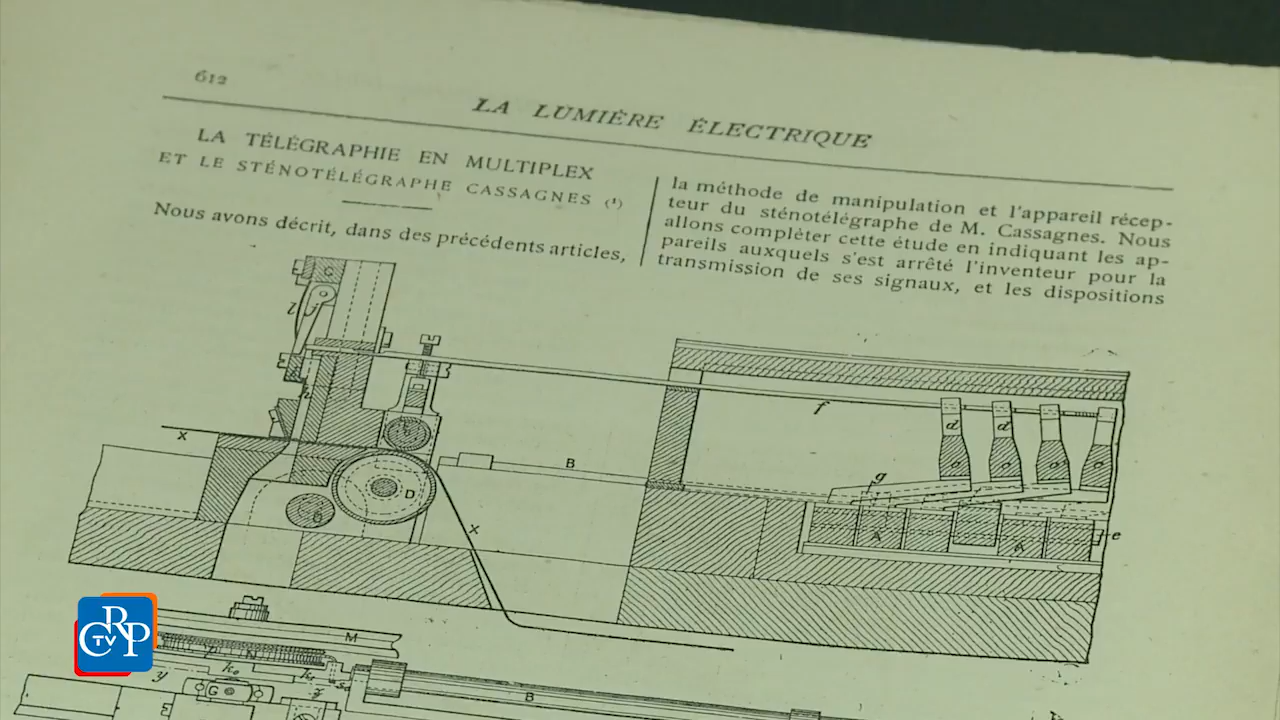 612
LA LUMIÈRE ÉLECTRIQUE
LA TÉLÉGRAPHIE EN MULTIPLEX
ET LE STÉNOTÉLÉGRAPHE CASSAGNES (¹)
Nous avons décrit, dans des précédents articles,
la méthode de manipulation et l'appareil récep-
teur du sténotélégraphe de M. Cassagnes. Nous
allons compléter cette étude en indiquant les ap-
pareils auxquels s'est arrêté l'inventeur pour la
transmission de ses signaux, et les dispositions
C
l
h
f
d d
x
B
g
D
x
A A
e
M
y
G
B
CRP TV